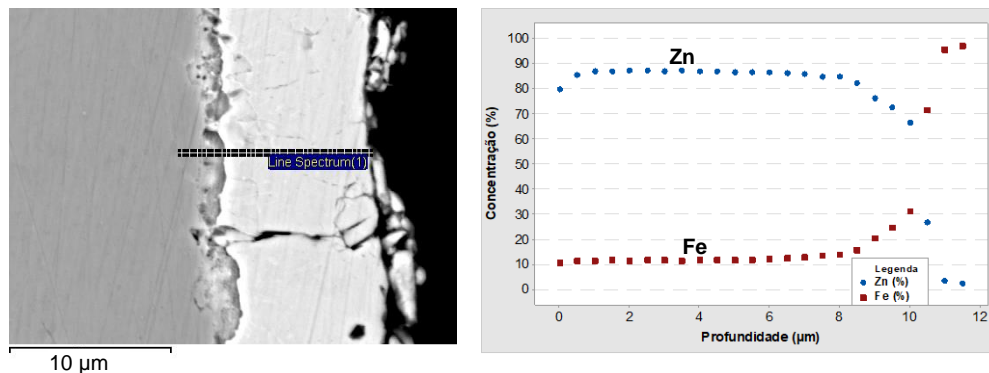 Line Spectrum(1)
10 µm
Concentração (%)
100
90
80
70
60
50
40
30
20
10
0
Zn
Fe
Legenda
Zn (%)
Fe (%)
0 2 4 6 8 10 12
Profundidade (µm)